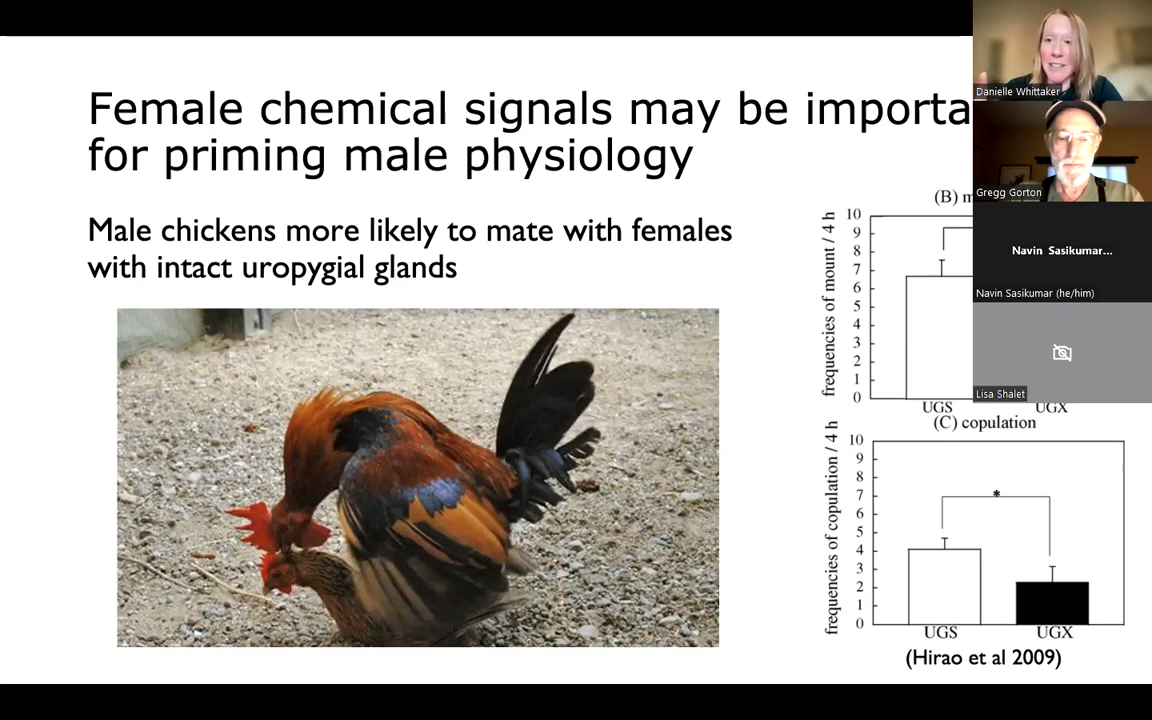 Female chemical signals may be importa
for priming male physiology
Male chickens more likely to mate with females
with intact uropygial glands
(B) m
frequencies of mount / 4 h
10
9
8
7
6
5
4
3
2
1
0
UGS
UGX
(C) copulation
frequencies of copulation / 4 h
10
9
8
7
6
5
4
3
2
1
0
*
UGS
UGX
(Hirao et al 2009)
Danielle Whittaker
Gregg Gorton
Navin Sasikumar...
Navin Sasikumar (he/him)
Lisa Shalet